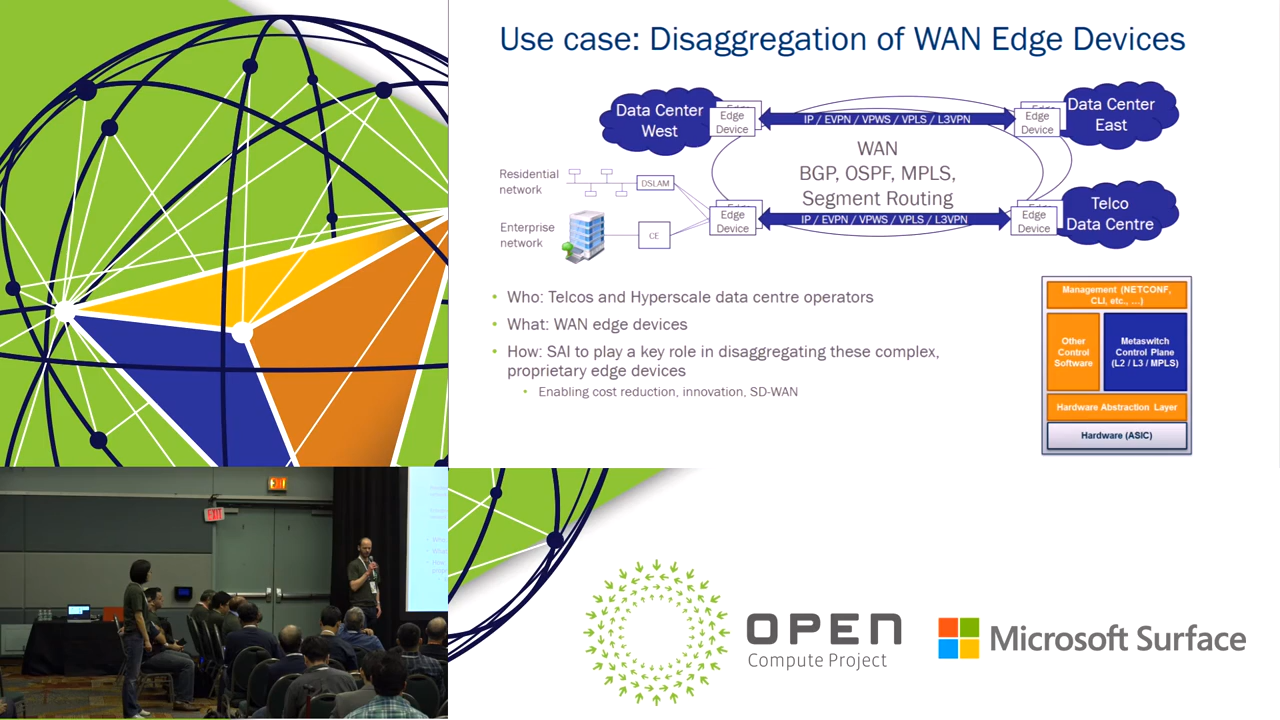 Use case: Disaggregation of WAN Edge Devices
Data Center
West
Edge
Device
IP / EVPN / VPWS / VPLS / L3VPN
Edge
Device
Data Center
East
WAN
BGP, OSPF, MPLS,
Segment Routing
Residential
network
DSLAM
Enterprise
network
CE
Edge
Device
IP / EVPN / VPWS / VPLS / L3VPN
Edge
Device
Telco
Data Centre
• Who: Telcos and Hyperscale data centre operators
• What: WAN edge devices
• How: SAI to play a key role in disaggregating these complex,
proprietary edge devices
• Enabling cost reduction, innovation, SD-WAN
Management (NETCONF,
CLI, etc., ...)
Other
Control
Software
Metaswitch
Control Plane
(L2 / L3 / MPLS)
Hardware Abstraction Layer
Hardware (ASIC)
EXIT
OPEN
Compute Project
Microsoft Surface